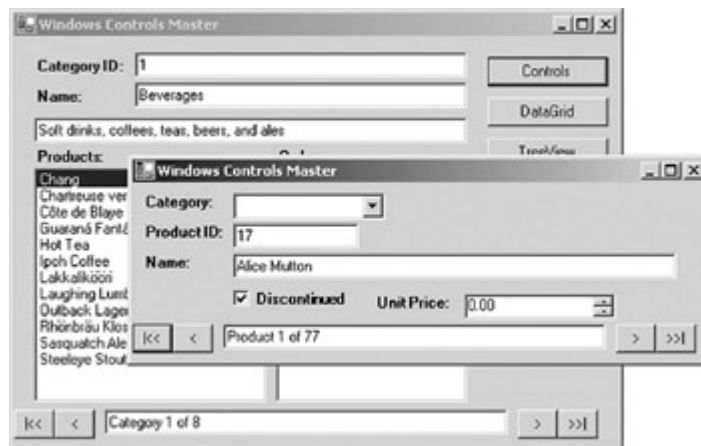 Windows Controls Master
Category ID: 1
Controls
Name: Beverages
DataGrid
Soft drinks, coffees, teas, beers, and ales
TreeView
Products:
Chang
Chartreuse ver
Côte de Blaye
Guaraná Fantá
Hot Tea
Ipoh Coffee
Lakkalikööri
Laughing Lumb
Outback Lager
Rhönbräu Klos
Sasquatch Ale
Steeleye Stout
|<< < Category 1 of 8 > >>|
Windows Controls Master
Category:
Product ID: 17
Name: Alice Mutton
Discontinued Unit Price: 0.00
|<< < Product 1 of 77 > >>|